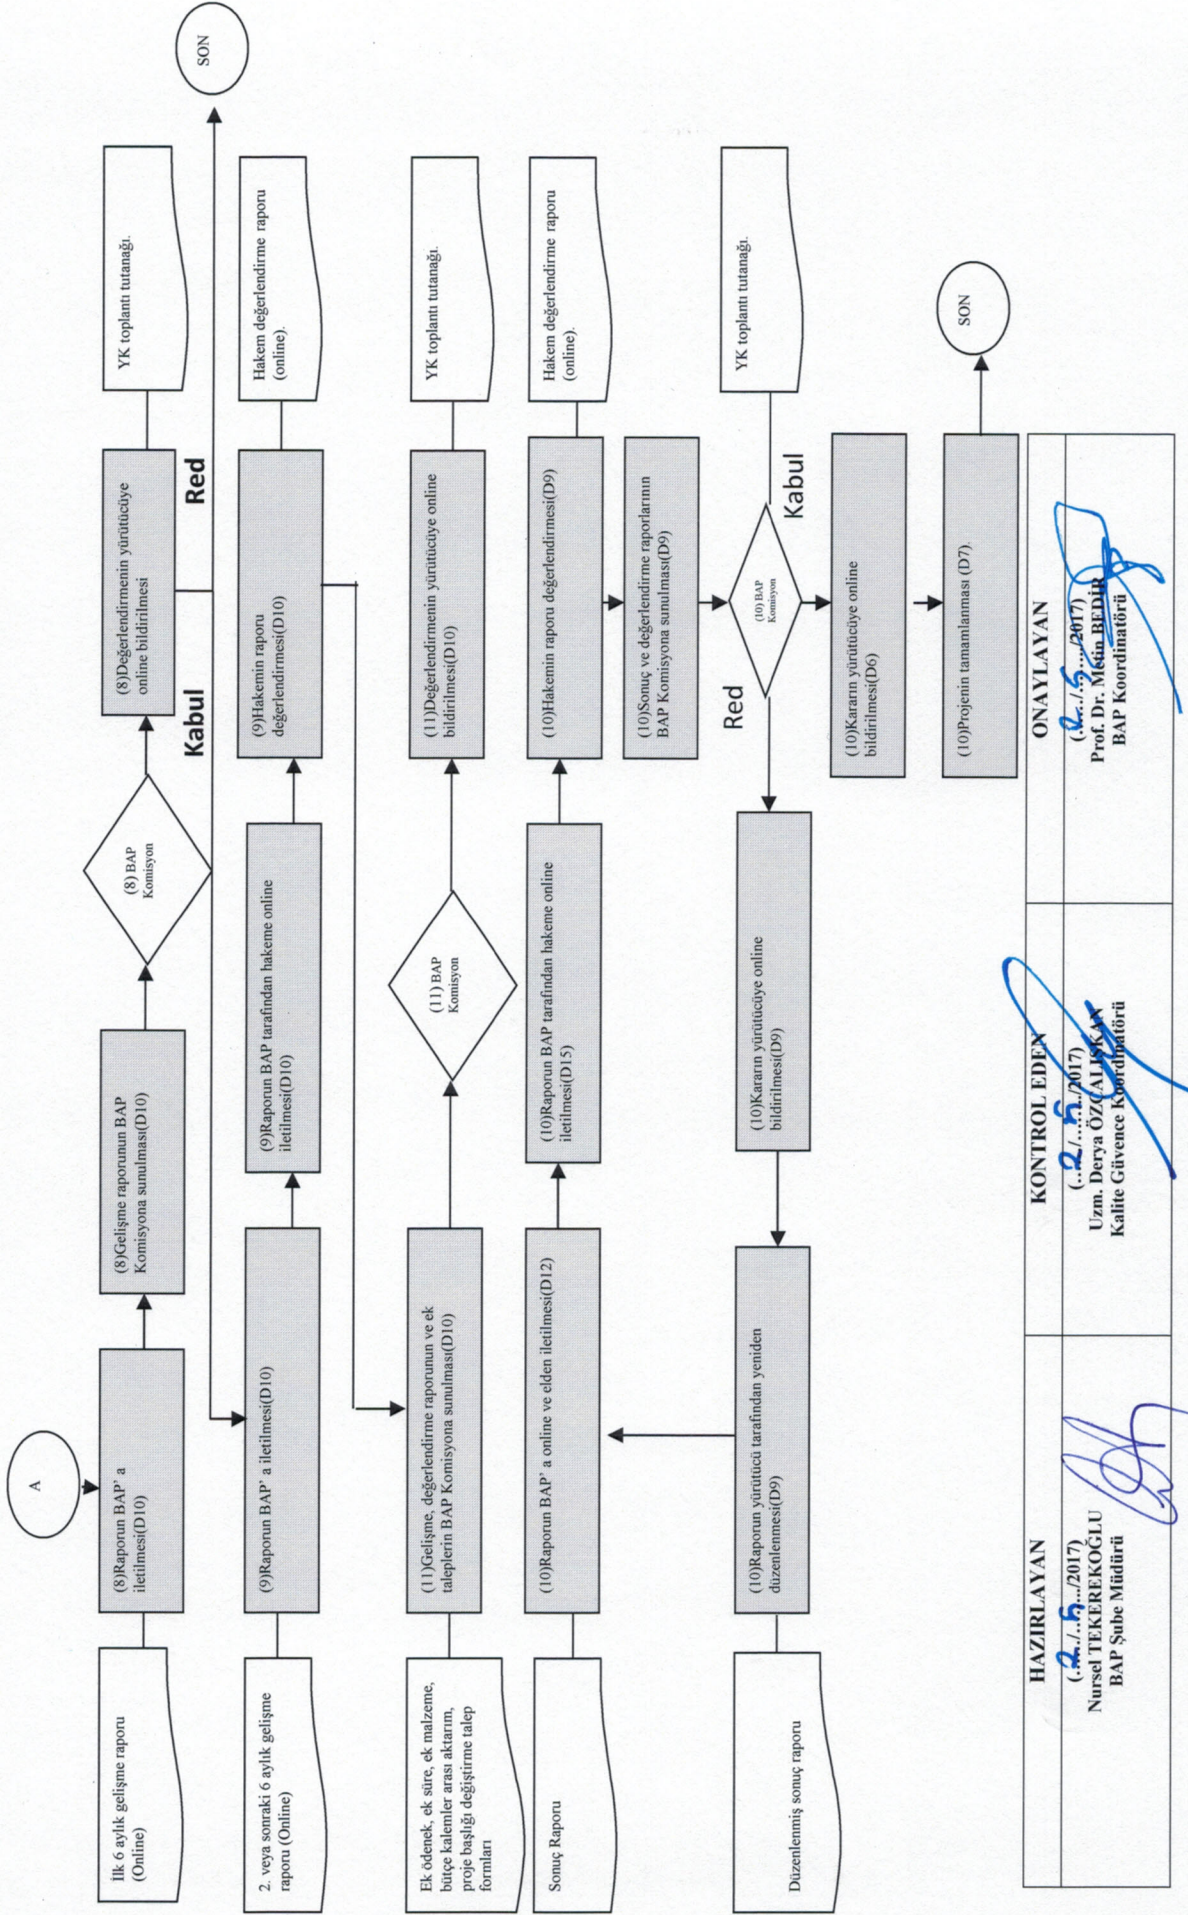 A
İlk 6 aylık gelişme raporu
(Online)
(8)Raporun BAP' a
iletilmesi(D10)
(8)Gelişme raporunun BAP
Komisyona sunulması(D10)
(8) BAP
Komisyon
(8)Değerlendirmenin yürütücüye
online bildirilmesi
YK toplantı tutanağı.
Kabul
Red
SON
2. veya sonraki 6 aylık gelişme
raporu (Online)
(9)Raporun BAP' a iletilmesi(D10)
(9)Raporun BAP tarafından hakeme online
iletilmesi(D10)
(9)Hakemin raporu
değerlendirmesi(D10)
Hakem değerlendirme raporu
(online).
Ek ödenek, ek süre, ek malzeme,
bütçe kalemler arası aktarım,
proje başlığı değiştirme talep
formları
(11)Gelişme, değerlendirme raporunun ve ek
taleplerin BAP Komisyona sunulması(D10)
(11) BAP
Komisyon
(11)Değerlendirmenin yürütücüye online
bildirilmesi(D10)
YK toplantı tutanağı.
Sonuç Raporu
(10)Raporun BAP' a online ve elden iletilmesi(D12)
(10)Raporun BAP tarafından hakeme online
iletilmesi(D15)
(10)Hakemin raporu değerlendirmesi(D9)
Hakem değerlendirme raporu
(online).
(10)Sonuç ve değerlendirme raporlarının
BAP Komisyona sunulması(D9)
Düzenlenmiş sonuç raporu
(10)Raporun yürütücü tarafından yeniden
düzenlenmesi(D9)
(10)Kararın yürütücüye online
bildirilmesi(D9)
Red
(10) BAP
Komisyon
Kabul
YK toplantı tutanağı.
(10)Kararın yürütücüye online
bildirilmesi(D6)
(10)Projenin tamamlanması (D7).
SON
HAZIRLAYAN
(..2../..5.../2017)
Nursel TEKEREKOĞLU
BAP Şube Müdürü
KONTROL EDEN
(..2./..5.../2017)
Uzm. Derya ÖZÇALIŞKAN
Kalite Güvence Koordinatörü
ONAYLAYAN
(..2../.5..../2017)
Prof. Dr. Metin BEDİR
BAP Koordinatörü